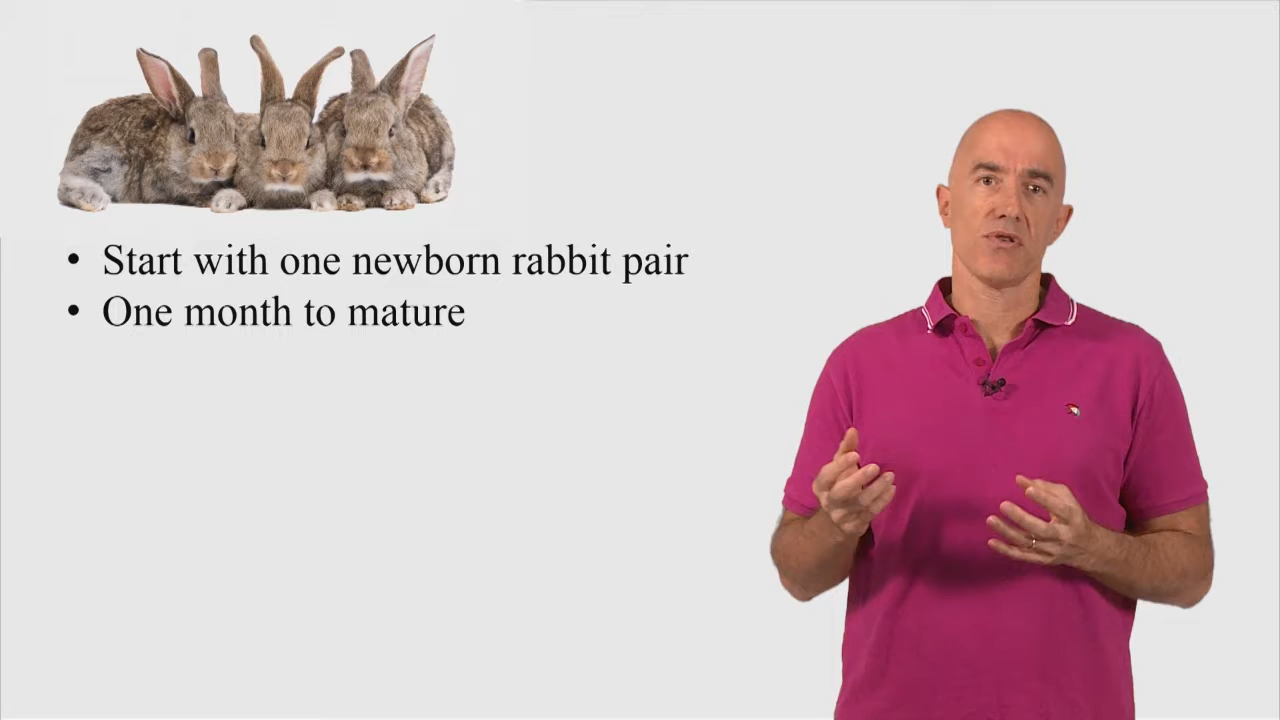 • Start with one newborn rabbit pair
• One month to mature